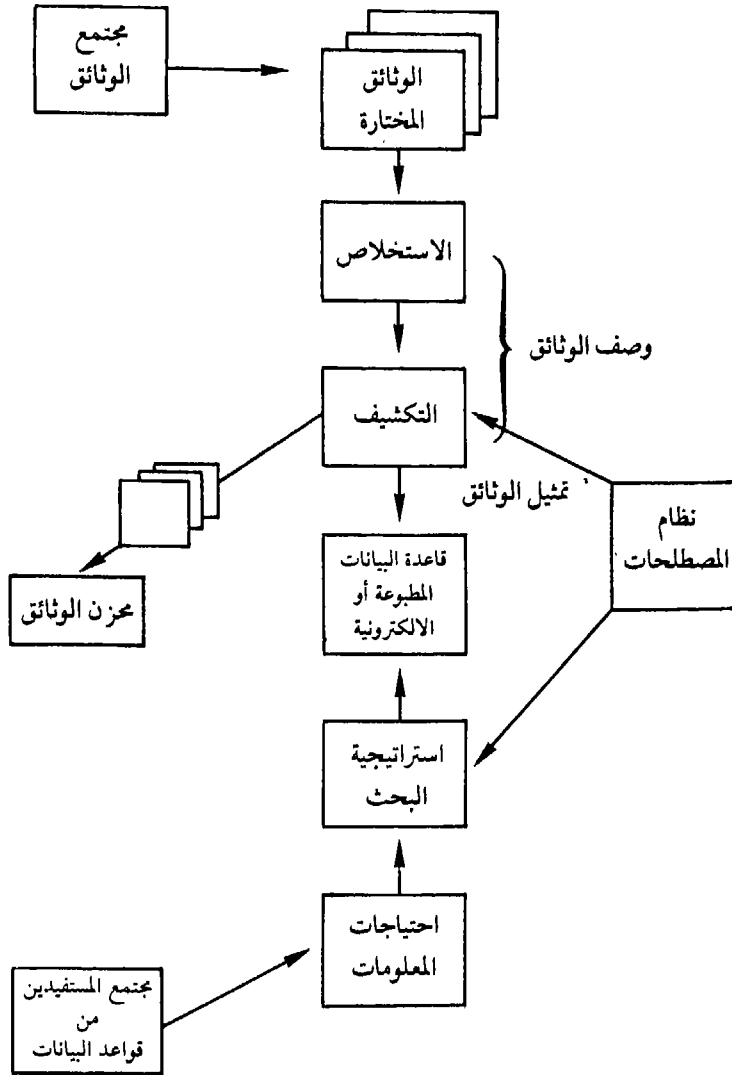 مجتمع
الوثائق
الوثائق
المختارة
الاستخلاص
وصف الوثائق
التكشيف
تمثيل الوثائق
نظام
المصطلحات
قاعدة البيانات
المطبوعة أو
الالكترونية
مخزن الوثائق
استراتيجية
البحث
احتياجات
المعلومات
مجتمع المستفيدين
من
قواعد البيانات